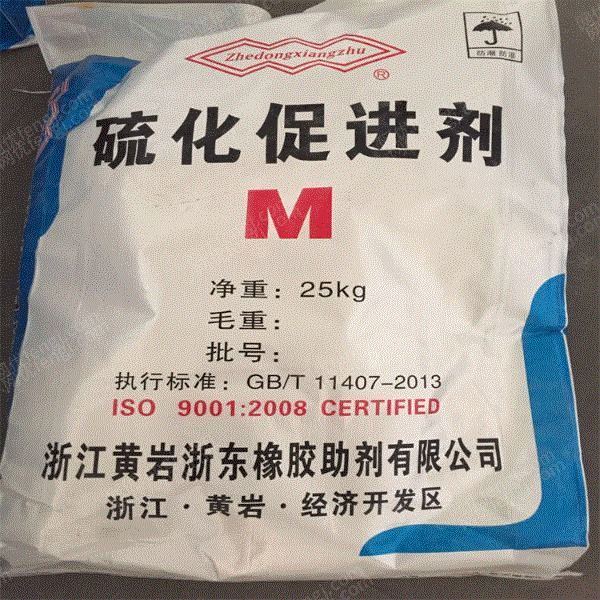 Zhedongxiangzhu
®
防潮防湿
硫化促进剂
M
净重：25kg
毛重：
批号：
执行标准：GB/T 11407-2013
ISO 9001:2008 CERTIFIED
浙江黄岩浙东橡胶助剂有限公司
浙江·黄岩·经济开发区